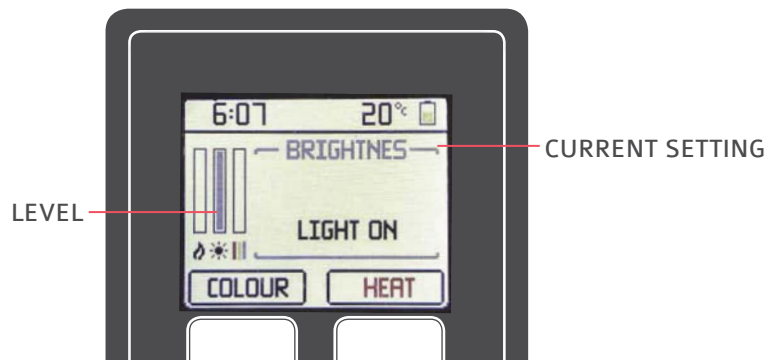 6:07 20°c
BRIGHTNES
CURRENT SETTING
LEVEL
LIGHT ON
COLOUR HEAT